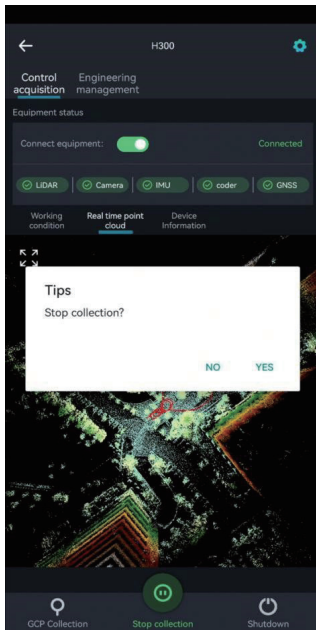 H300
Control acquisition
Engineering management
Equipment status
Connect equipment:
Connected
LiDAR
Camera
IMU
coder
GNSS
Working condition
Real time point cloud
Device Information
Tips
Stop collection?
NO
YES
GCP Collection
Stop collection
Shutdown